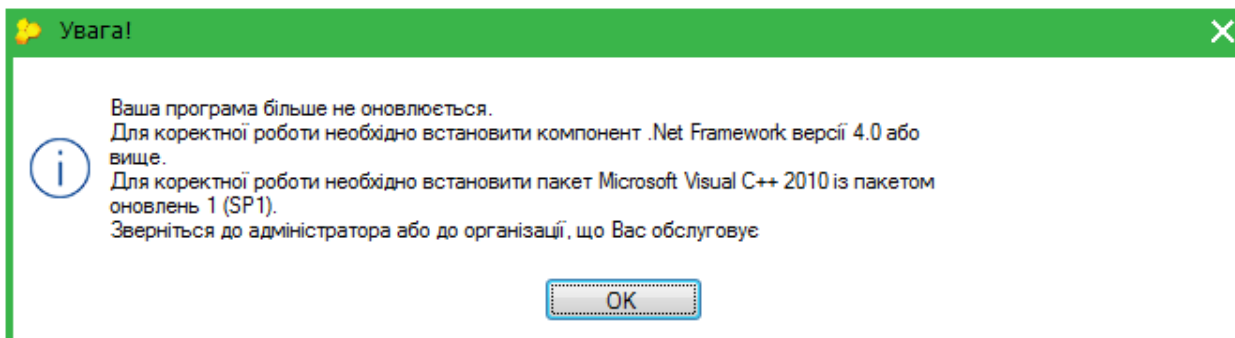 Увага!
Ваша програма більше не оновлюється.
Для коректної роботи необхідно встановити компонент .Net Framework версії 4.0 або
вище.
Для коректної роботи необхідно встановити пакет Microsoft Visual C++ 2010 із пакетом
оновлень 1 (SP1).
Зверніться до адміністратора або до організації, що Вас обслуговує
OK